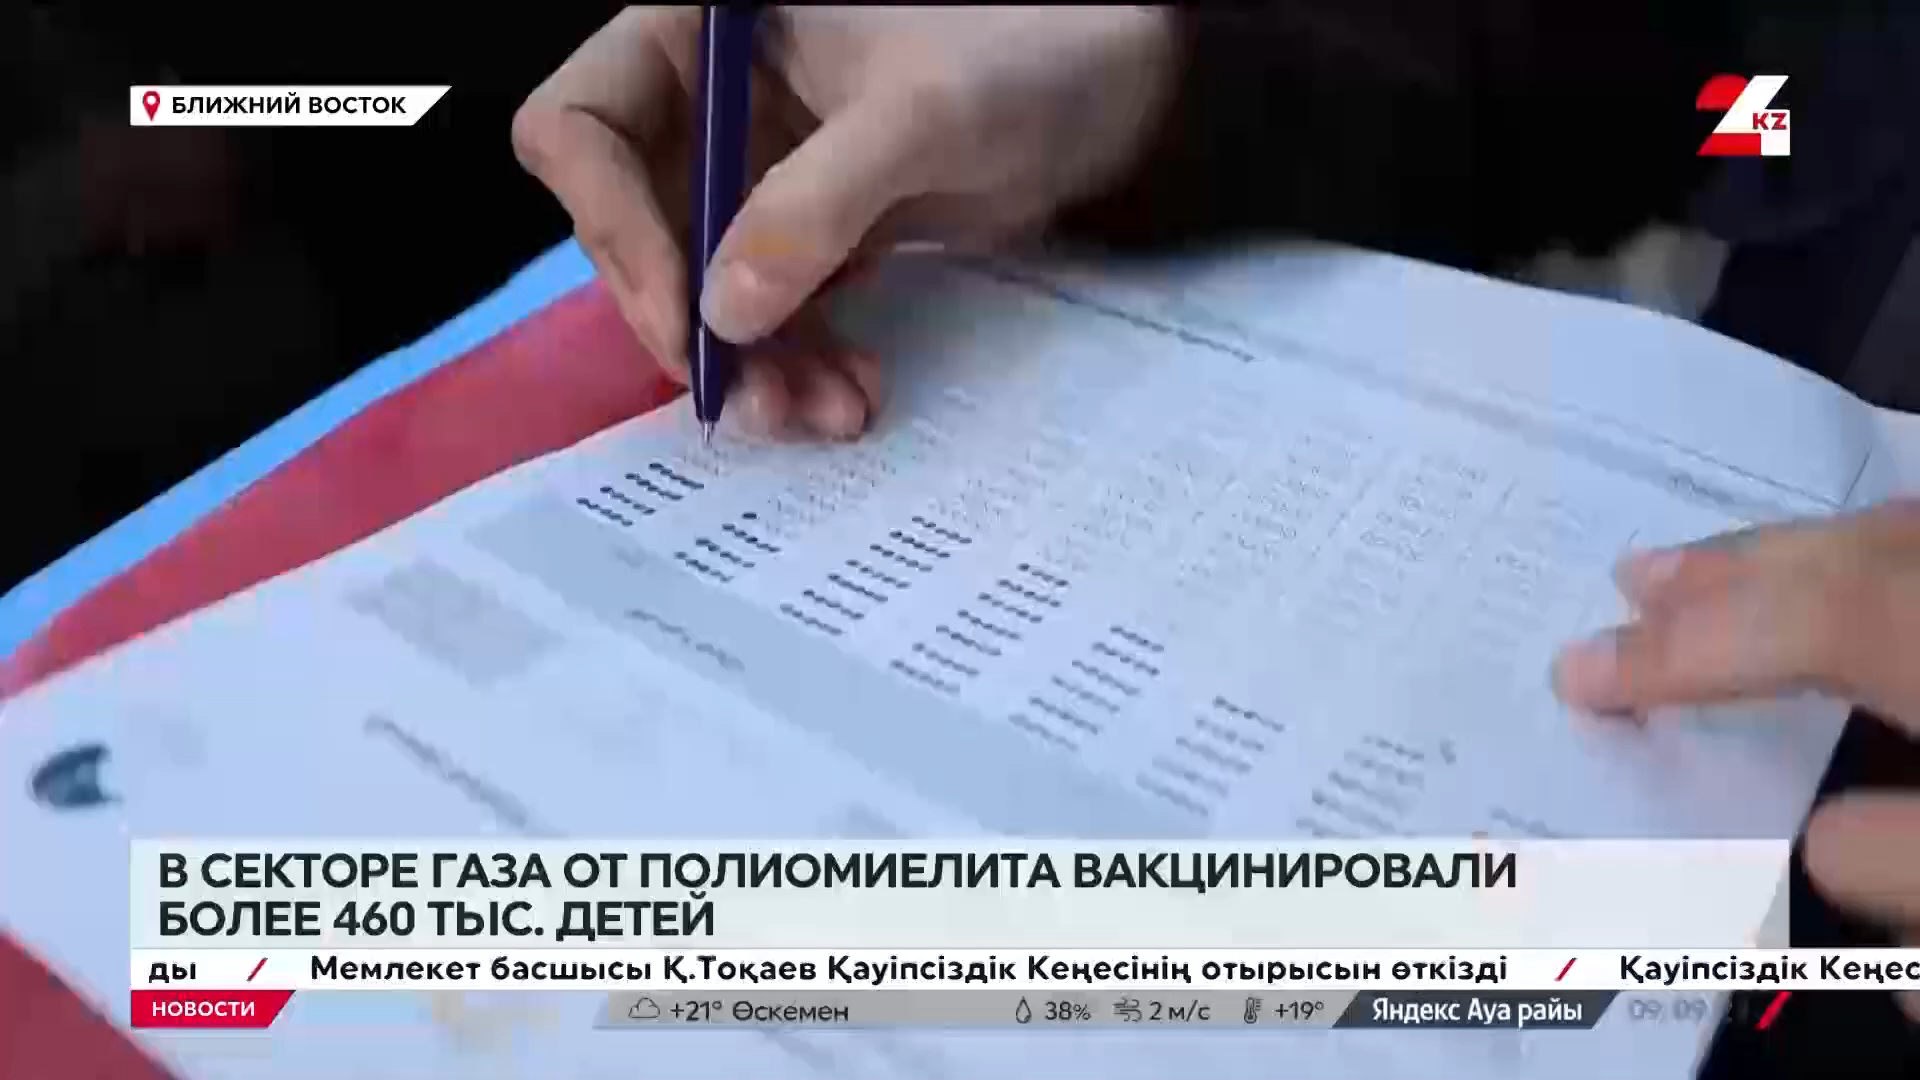 БЛИЖНИЙ ВОСТОК
24 KZ
В СЕКТОРЕ ГАЗА ОТ ПОЛИОМИЕЛИТА ВАКЦИНИРОВАЛИ
БОЛЕЕ 460 ТЫС. ДЕТЕЙ
ды / Мемлекет басшысы Қ.Тоқаев Қауіпсіздік Кеңесінің отырысын өткізді / Қауіпсіздік Кеңес
НОВОСТИ +21° Өскемен 38% 2 м/с +19° Яндекс Ауа райы